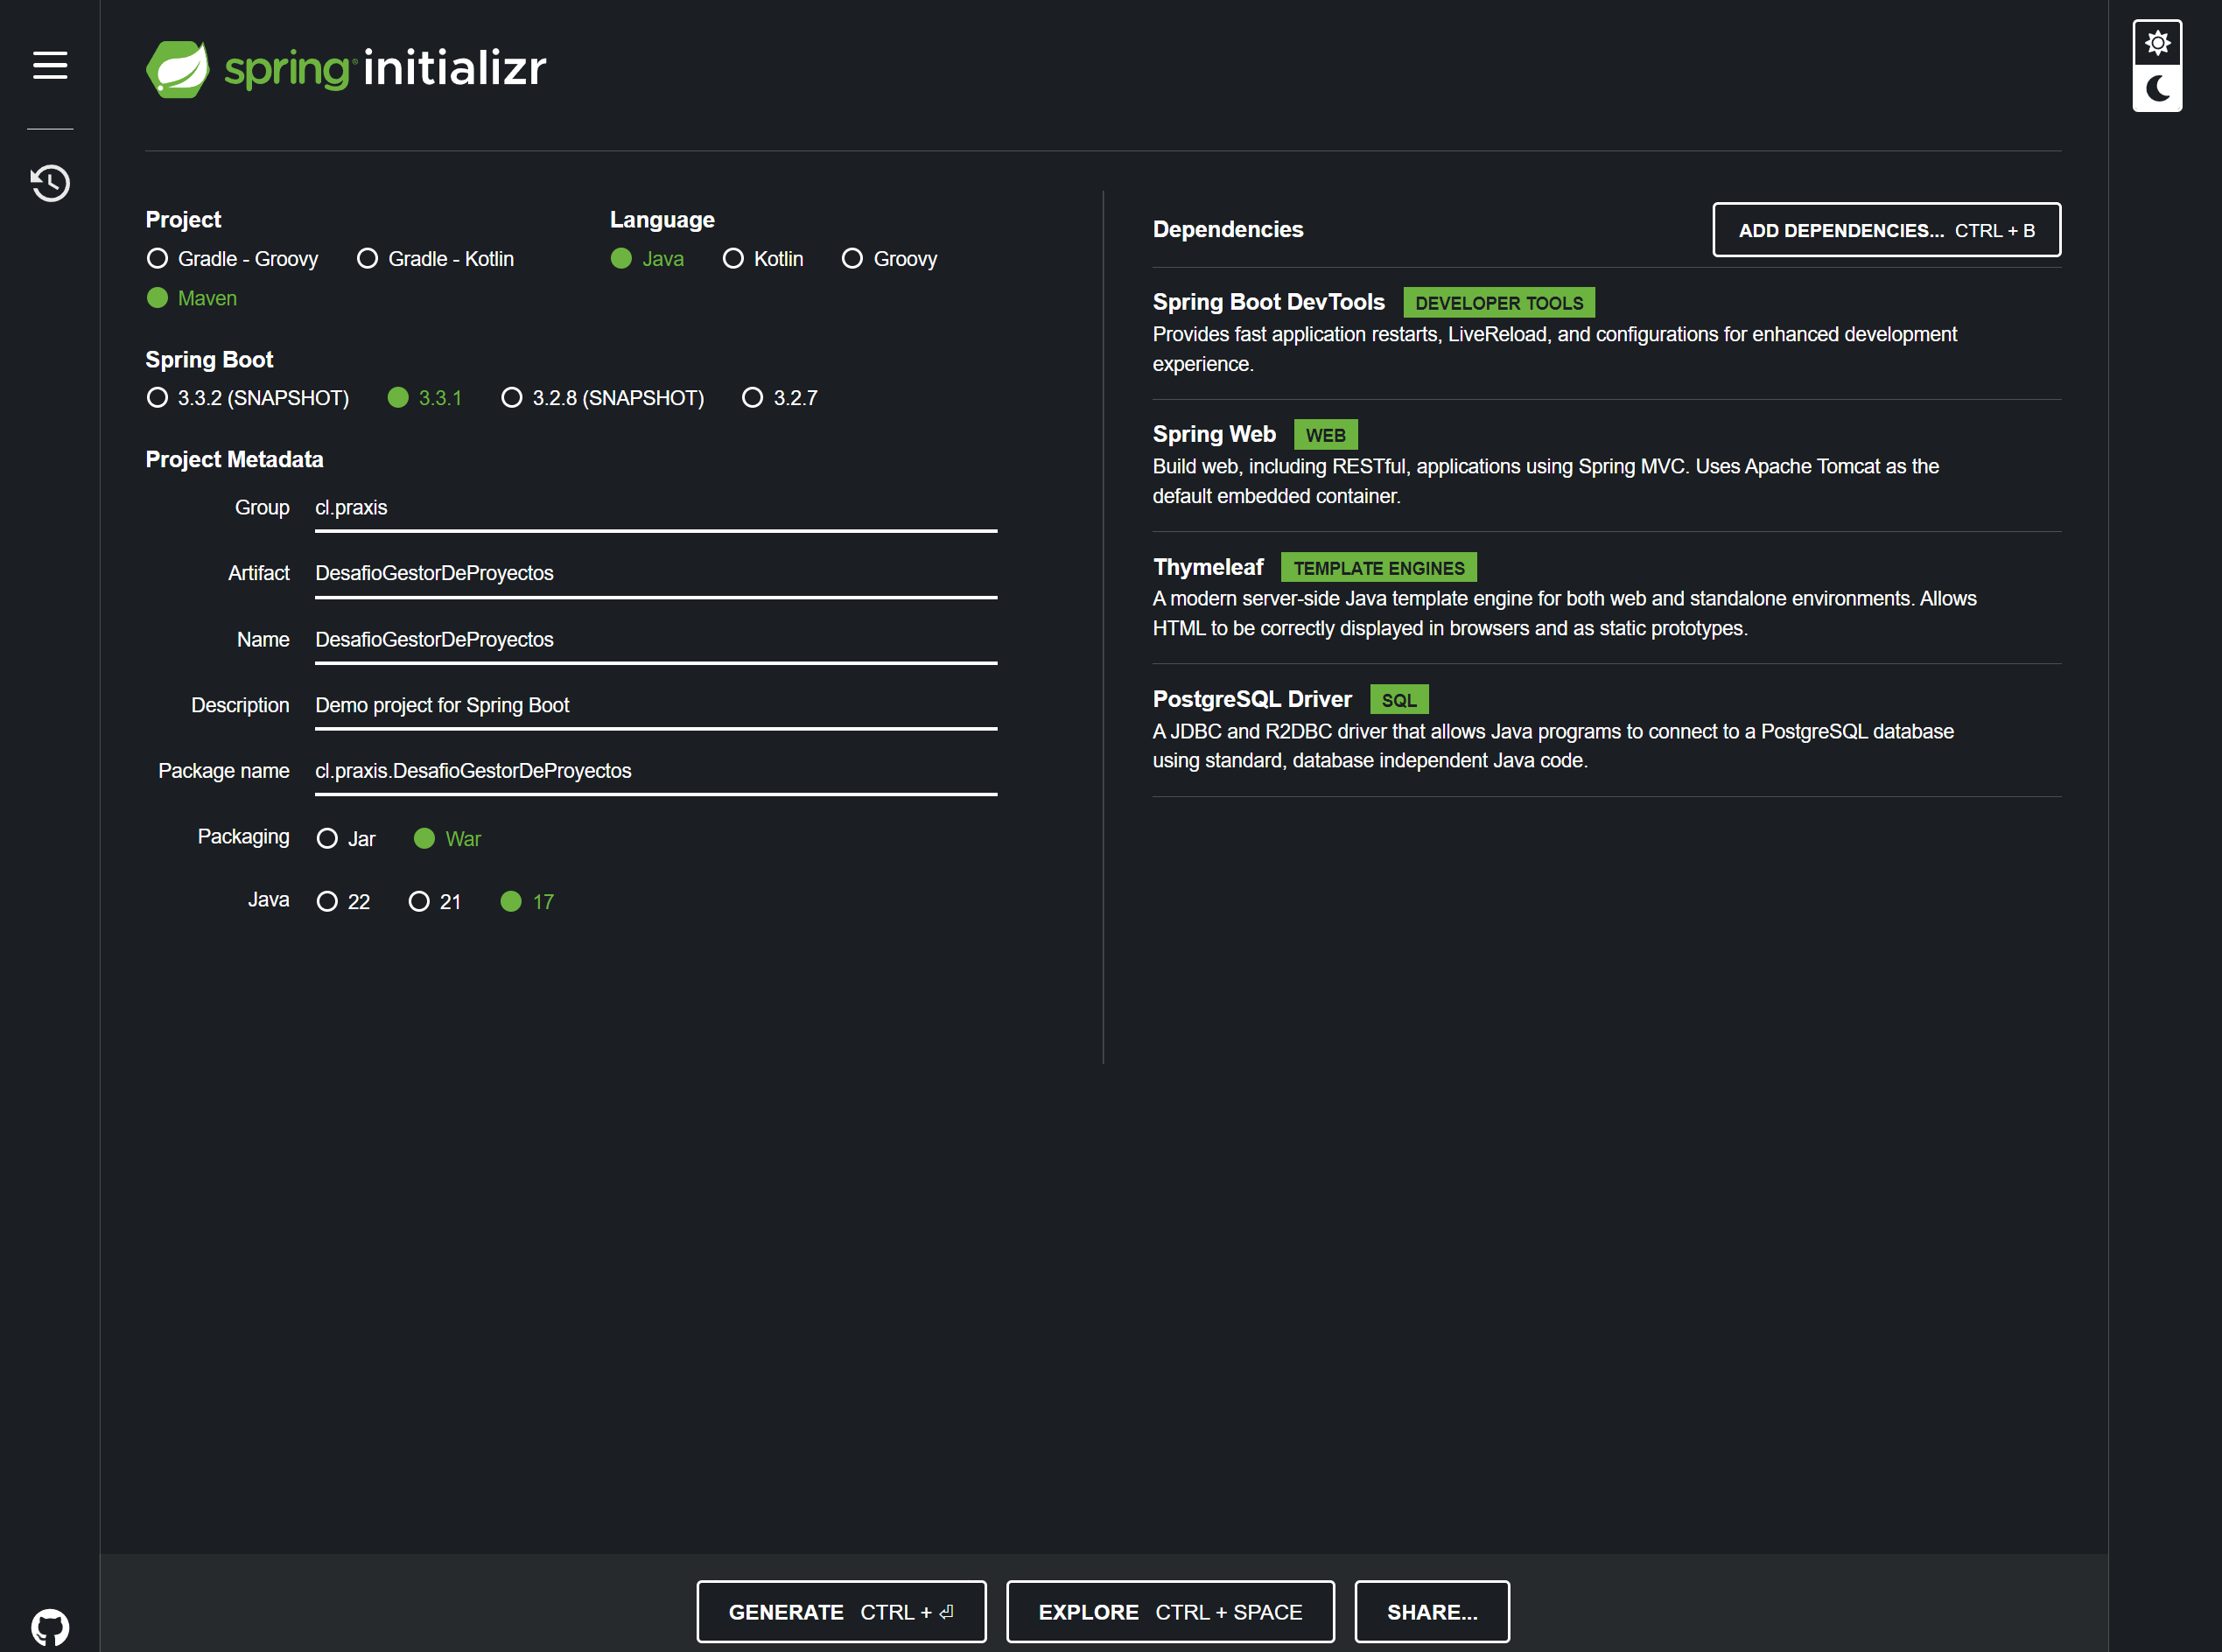 spring initializr
Project
Gradle - Groovy Gradle - Kotlin
Maven
Language
Java Kotlin Groovy
Spring Boot
3.3.2 (SNAPSHOT) 3.3.1 3.2.8 (SNAPSHOT) 3.2.7
Project Metadata
Group cl.praxis
Artifact DesafioGestorDeProyectos
Name DesafioGestorDeProyectos
Description Demo project for Spring Boot
Package name cl.praxis.DesafioGestorDeProyectos
Packaging Jar War
Java 22 21 17
Dependencies ADD DEPENDENCIES... CTRL + B
Spring Boot DevTools DEVELOPER TOOLS
Provides fast application restarts, LiveReload, and configurations for enhanced development
experience.
Spring Web WEB
Build web, including RESTful, applications using Spring MVC. Uses Apache Tomcat as the
default embedded container.
Thymeleaf TEMPLATE ENGINES
A modern server-side Java template engine for both web and standalone environments. Allows
HTML to be correctly displayed in browsers and as static prototypes.
PostgreSQL Driver SQL
A JDBC and R2DBC driver that allows Java programs to connect to a PostgreSQL database
using standard, database independent Java code.
GENERATE CTRL + ⏎ EXPLORE CTRL + SPACE SHARE...